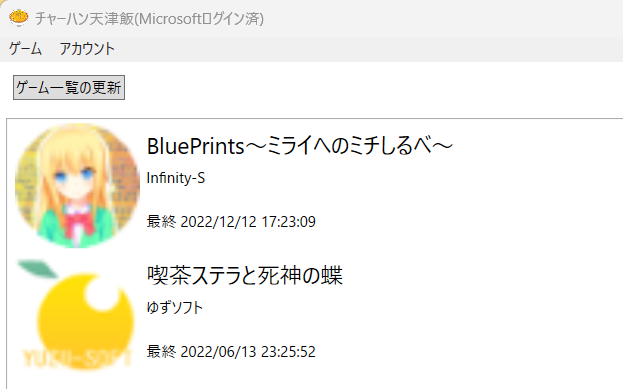 チャーハン天津飯(Microsoftログイン済)
ゲーム アカウント
ゲーム一覧の更新
BluePrints～ミライへのミチしるべ～
Infinity-S
最終 2022/12/12 17:23:09
喫茶ステラと死神の蝶
ゆずソフト
YUZU-SOFT
最終 2022/06/13 23:25:52